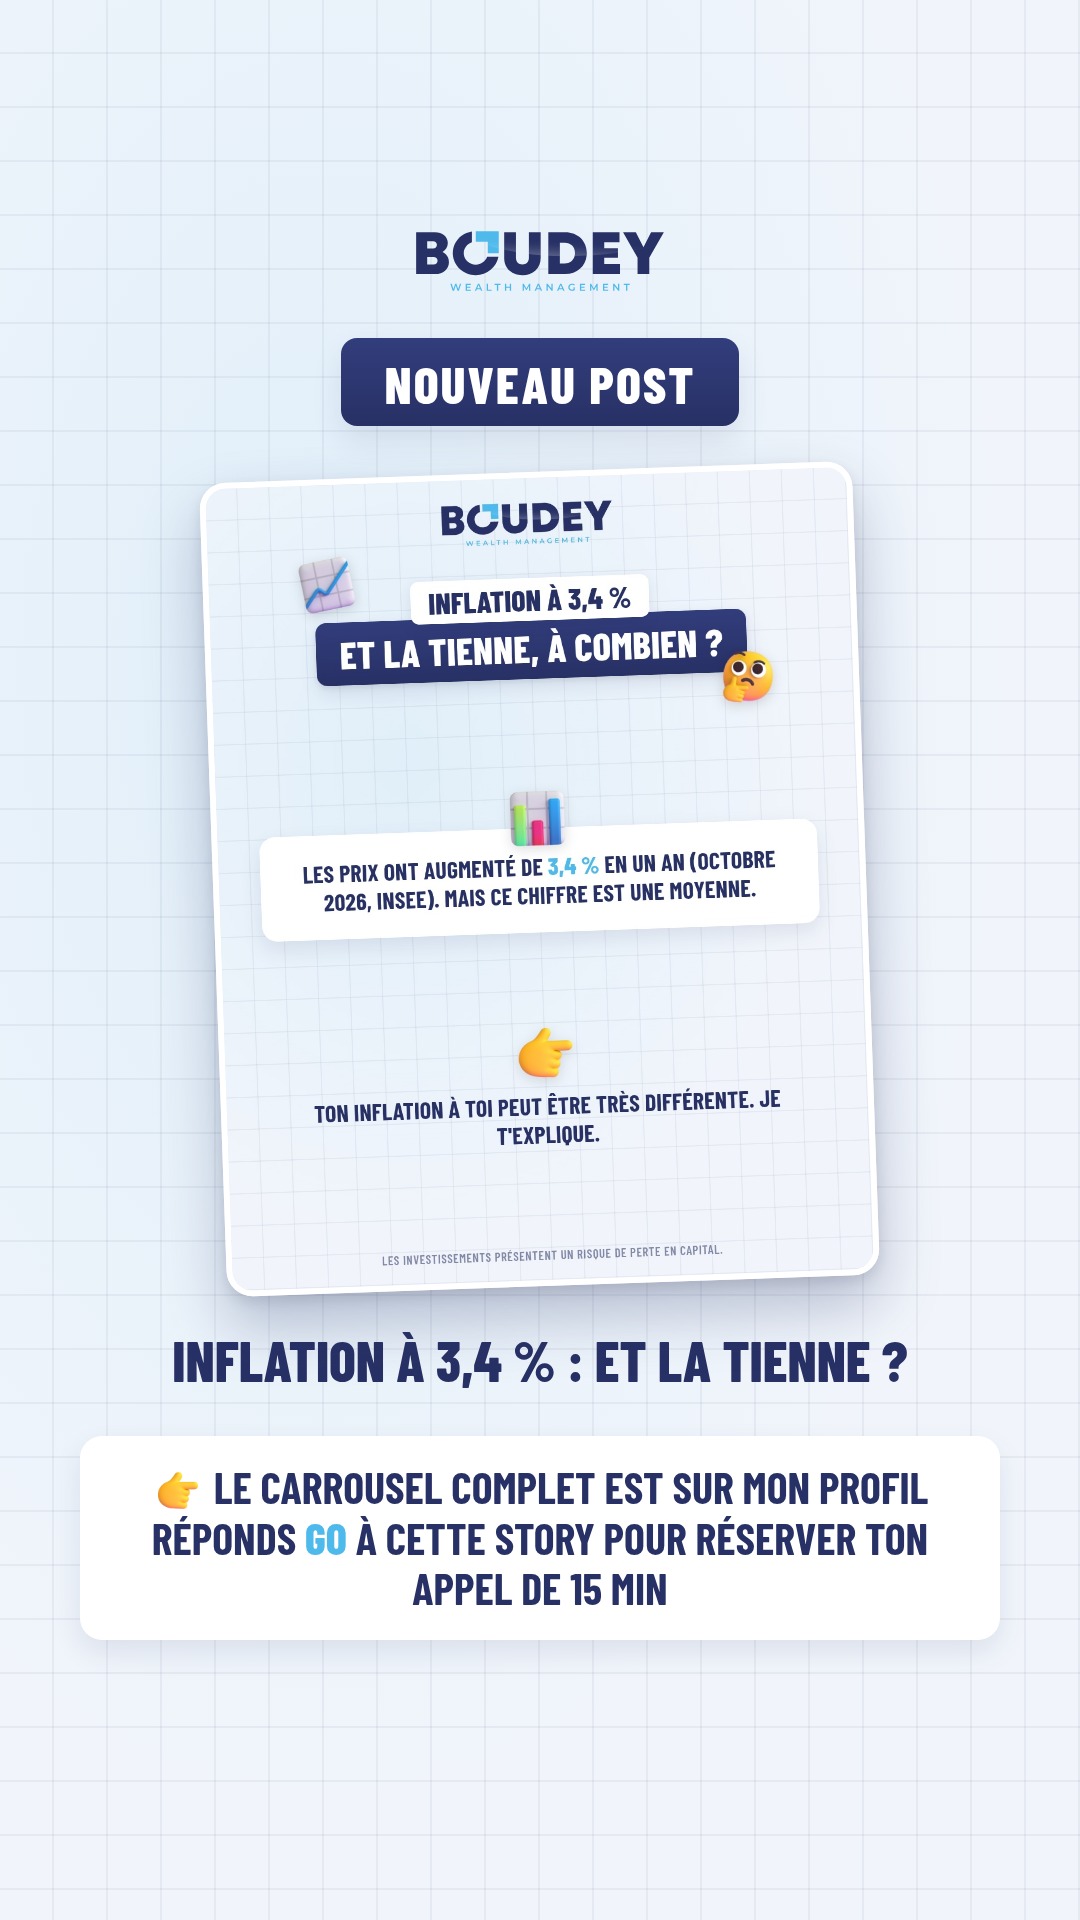 BOUDEY
WEALTH MANAGEMENT
NOUVEAU POST
BOUDEY
WEALTH MANAGEMENT
INFLATION À 3,4 %
ET LA TIENNE, À COMBIEN ?
LES PRIX ONT AUGMENTÉ DE 3,4 % EN UN AN (OCTOBRE
2026, INSEE). MAIS CE CHIFFRE EST UNE MOYENNE.
TON INFLATION À TOI PEUT ÊTRE TRÈS DIFFÉRENTE. JE
T'EXPLIQUE.
LES INVESTISSEMENTS PRÉSENTENT UN RISQUE DE PERTE EN CAPITAL.
INFLATION À 3,4 % : ET LA TIENNE ?
👉 LE CARROUSEL COMPLET EST SUR MON PROFIL
RÉPONDS GO À CETTE STORY POUR RÉSERVER TON
APPEL DE 15 MIN